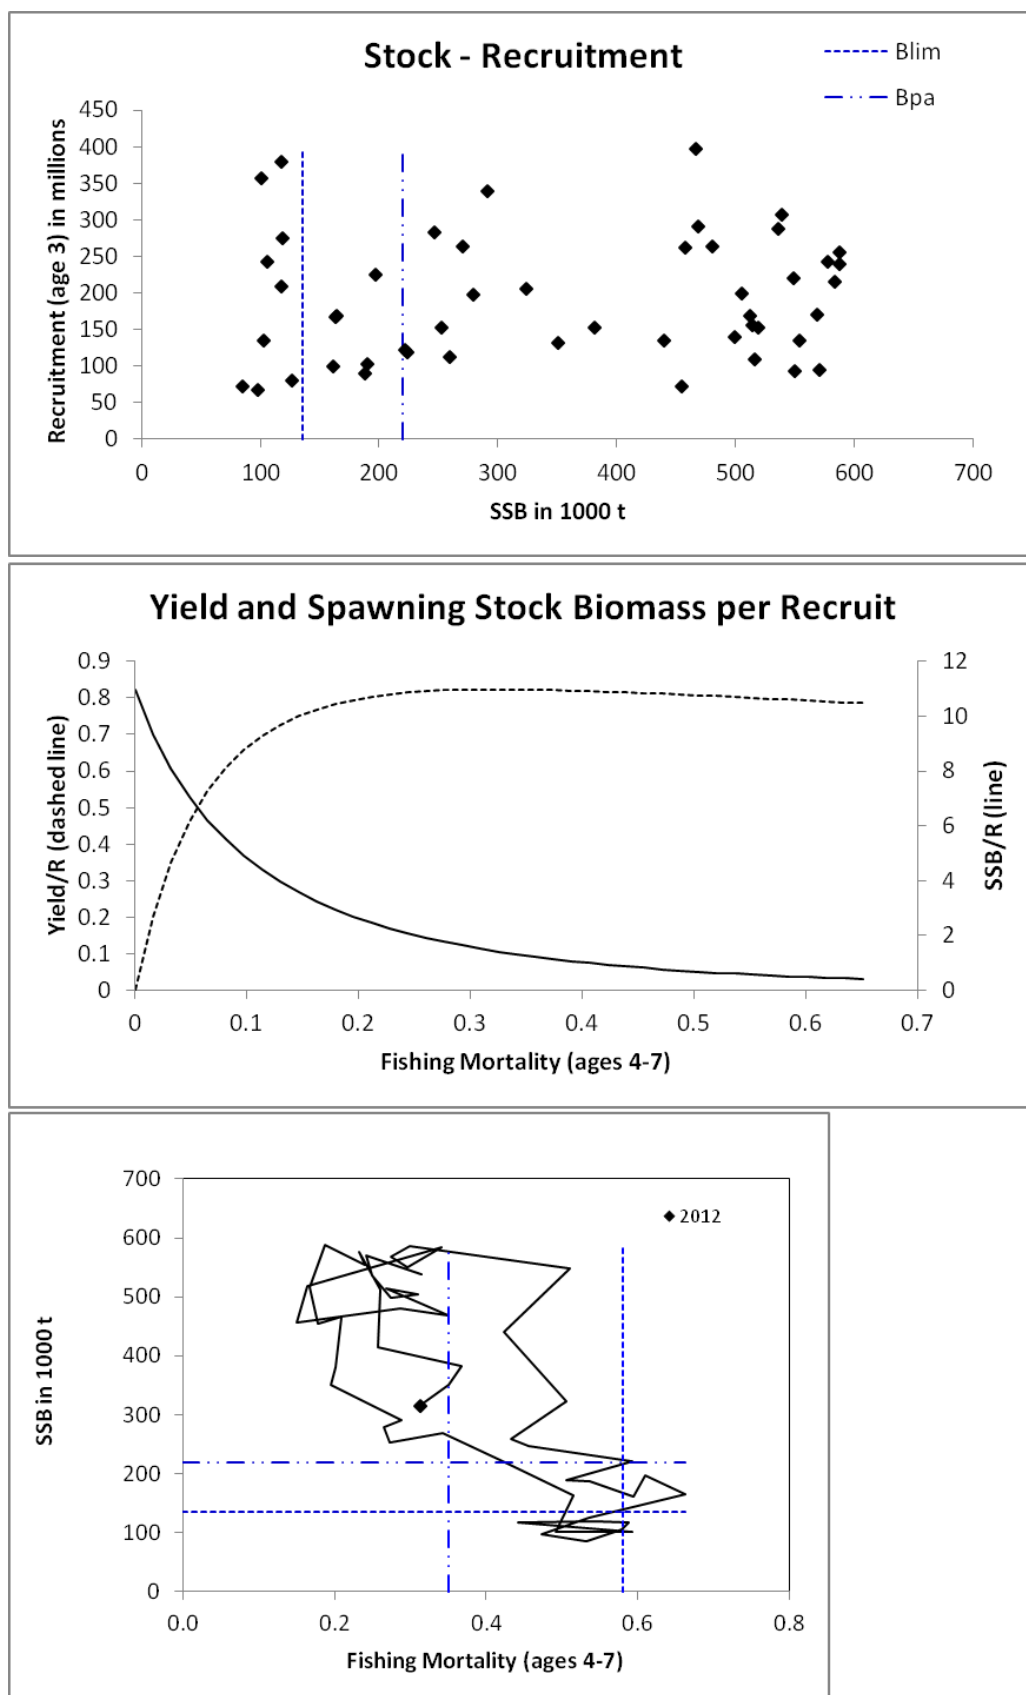 Stock - Recruitment
Blim
Bpa
Recruitment (age 3) in millions
450
400
350
300
250
200
150
100
50
0
0 100 200 300 400 500 600 700
SSB in 1000 t
Yield and Spawning Stock Biomass per Recruit
Yield/R (dashed line)
0.9
0.8
0.7
0.6
0.5
0.4
0.3
0.2
0.1
0
12
10
8
6
4
2
0
SSB/R (line)
0 0.1 0.2 0.3 0.4 0.5 0.6 0.7
Fishing Mortality (ages 4-7)
SSB in 1000 t
700
600
500
400
300
200
100
0
2012
0.0 0.2 0.4 0.6 0.8
Fishing Mortality (ages 4-7)